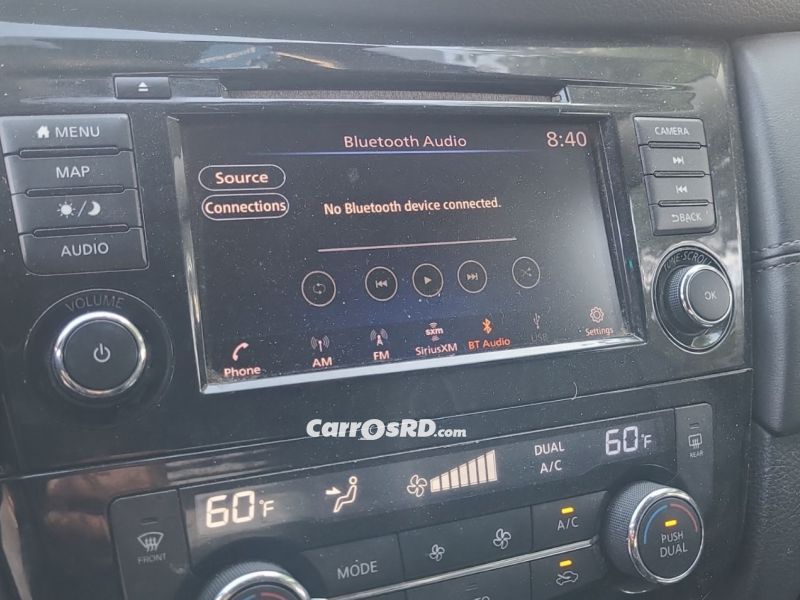 MENU
MAP
AUDIO
VOLUME
Bluetooth Audio
8:40
Source
Connections
No Bluetooth device connected.
Phone
AM
FM
sxm
SiriusXM
BT Audio
USB
Settings
CAMERA
BACK
TUNE·SCROLL
OK
CarrOsRD.com
60°F
DUAL
A/C
60°F
REAR
FRONT
MODE
A/C
PUSH
DUAL